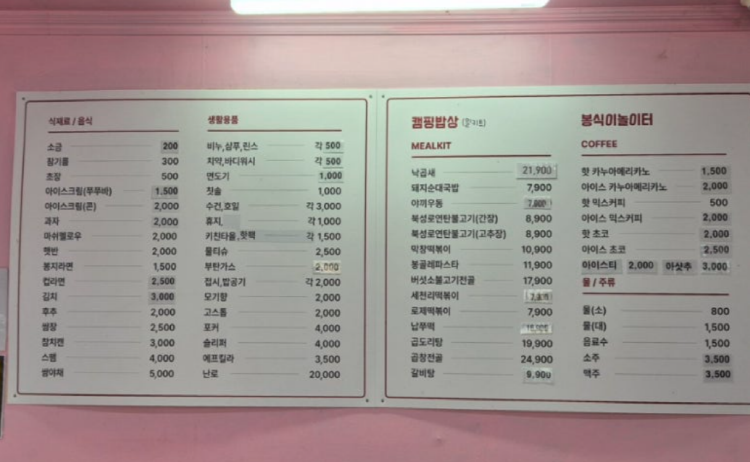 식재료 / 음식
소금 200
참기름 300
초장 500
아이스크림(쭈쭈바) 1,500
아이스크림(콘) 2,000
과자 2,000
마쉬멜로우 2,000
햇반 2,000
봉지라면 1,500
컵라면 2,500
김치 3,000
후추 2,000
쌈장 2,500
참치캔 3,000
스팸 4,000
쌈야채 5,000
생활용품
비누,샴푸,린스 각 500
치약,바디워시 각 500
면도기 1,000
칫솔 1,000
수건,호일 각 3,000
휴지, 각 1,000
키친타올,핫팩 각 1,500
물티슈 2,500
부탄가스 2,000
접시,밥공기 각 2,000
모기향 2,000
고스톱 2,000
포커 4,000
슬리퍼 4,000
에프킬라 3,500
난로 20,000
캠핑밥상
MEALKIT
낙곱새 21,900
돼지순대국밥 7,900
야끼우동
북성로연탄불고기(간장) 8,900
북성로연탄불고기(고추장) 8,900
막창떡볶이 10,900
봉골레파스타 11,900
버섯소불고기전골 17,900
세천리떡볶이
로제떡볶이 7,900
납쭈떡
곱도리탕 19,900
곱창전골 24,900
갈비탕 9,900
봉식이놀이터
COFFEE
핫 카누아메리카노 1,500
아이스 카누아메리카노 2,000
핫 믹스커피 500
아이스 믹스커피 2,000
핫 초코 2,000
아이스 초코 2,500
아이스티 2,000 아샷추 3,000
물 / 주류
물(소) 800
물(대) 1,500
음료수 1,500
소주 3,500
맥주 3,500